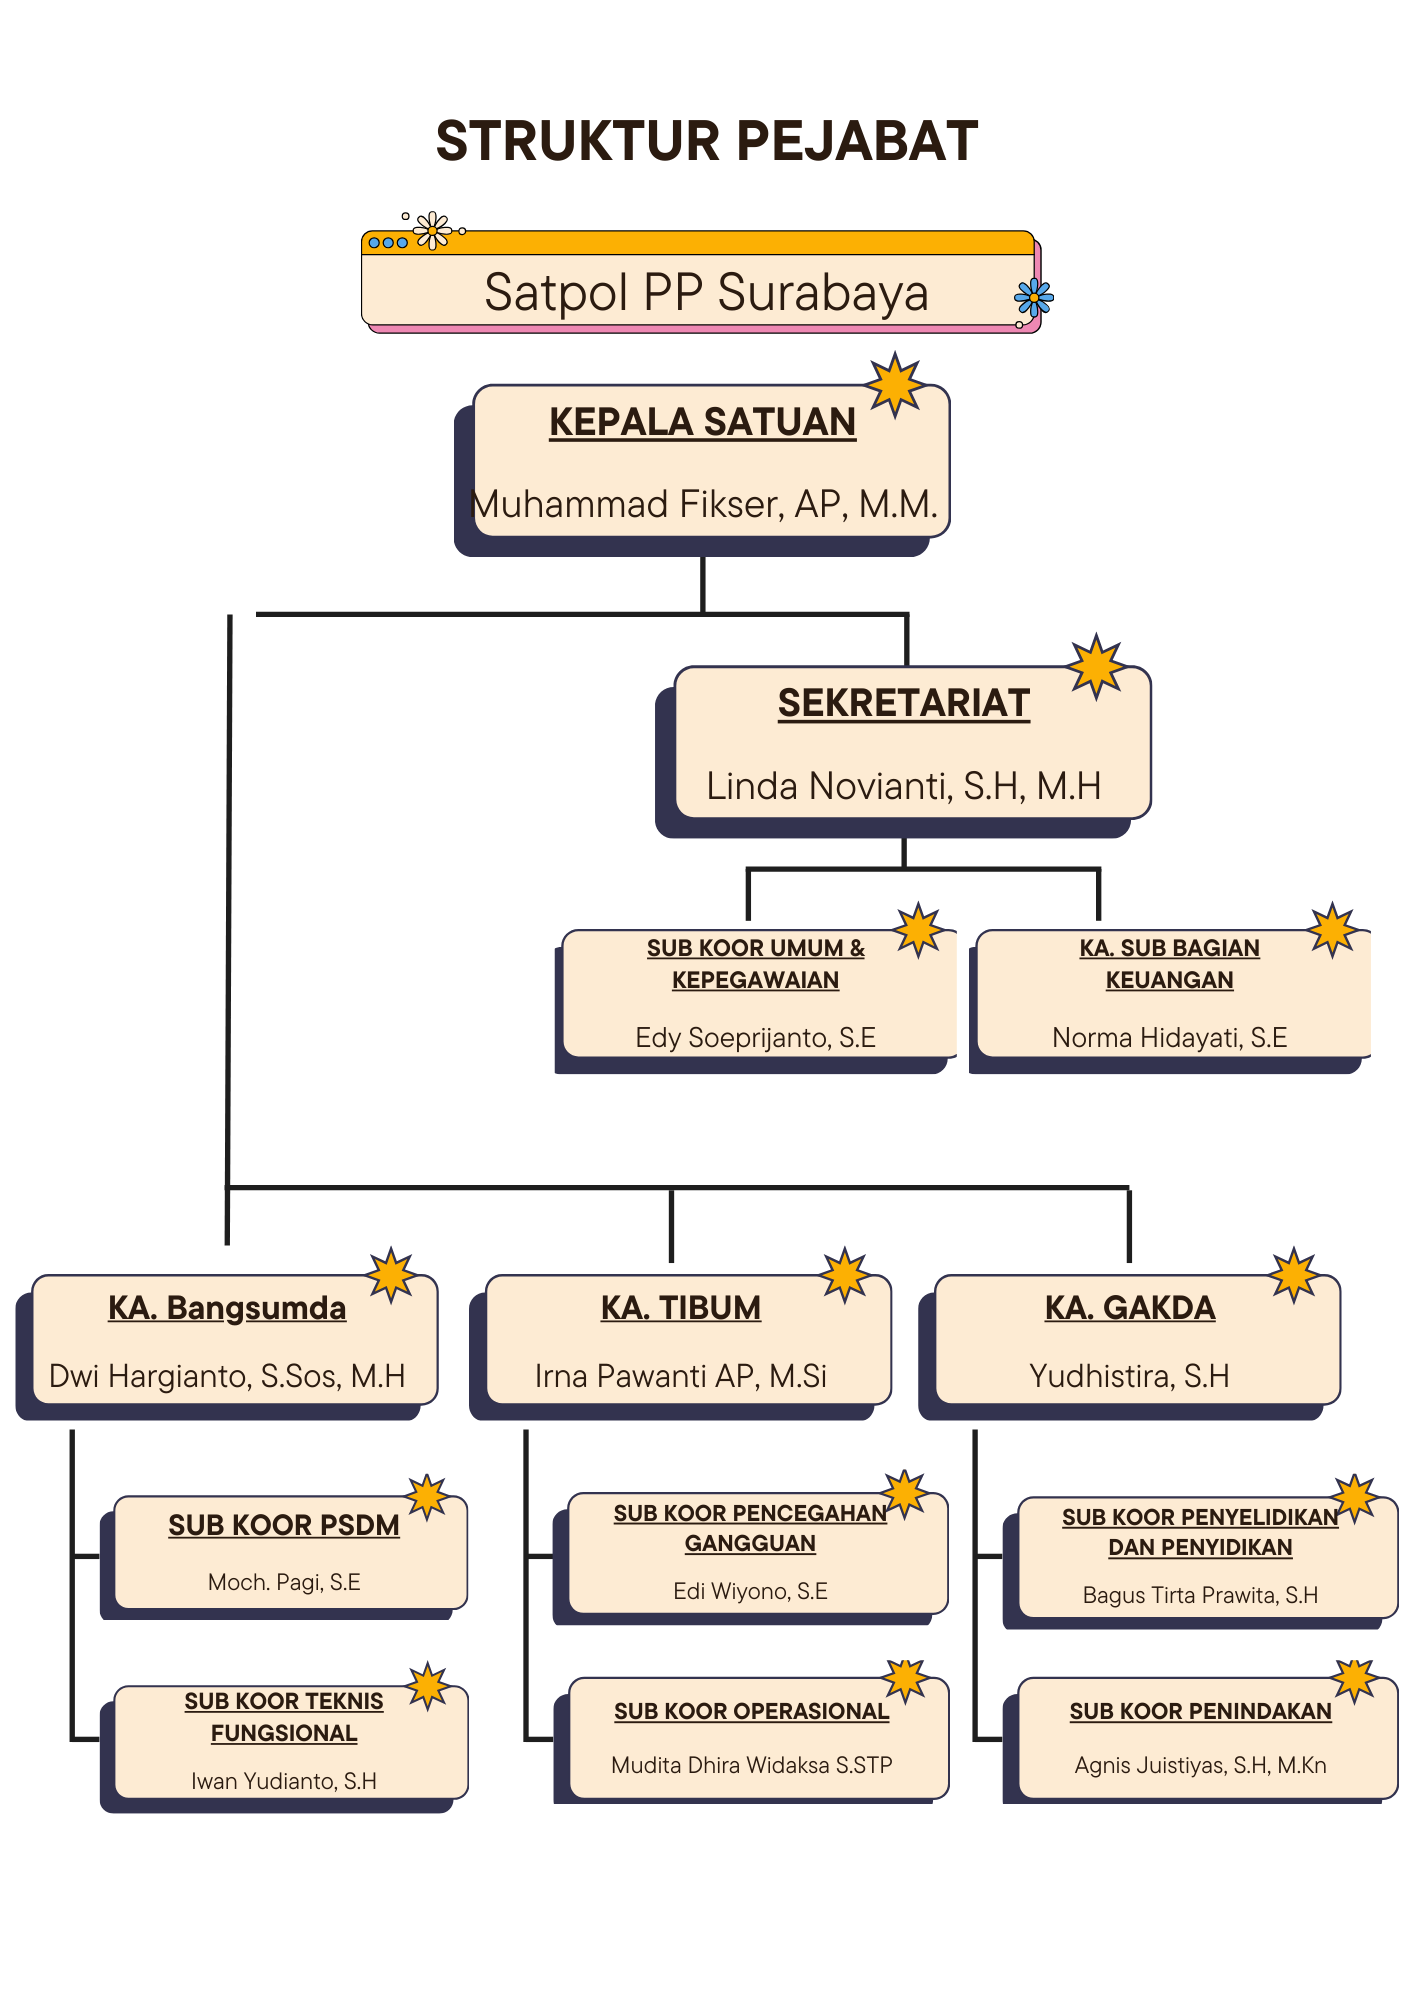 STRUKTUR PEJABAT
Satpol PP Surabaya
KEPALA SATUAN
Muhammad Fikser, AP, M.M.
SEKRETARIAT
Linda Novianti, S.H, M.H
SUB KOOR UMUM &
KEPEGAWAIAN
Edy Soeprijanto, S.E
KA. SUB BAGIAN
KEUANGAN
Norma Hidayati, S.E
KA. Bangsumda
Dwi Hargianto, S.Sos, M.H
KA. TIBUM
Irna Pawanti AP, M.Si
KA. GAKDA
Yudhistira, S.H
SUB KOOR PSDM
Moch. Pagi, S.E
SUB KOOR PENCEGAHAN
GANGGUAN
Edi Wiyono, S.E
SUB KOOR PENYELIDIKAN
DAN PENYIDIKAN
Bagus Tirta Prawita, S.H
SUB KOOR TEKNIS
FUNGSIONAL
Iwan Yudianto, S.H
SUB KOOR OPERASIONAL
Mudita Dhira Widaksa S.STP
SUB KOOR PENINDAKAN
Agnis Juistiyas, S.H, M.Kn